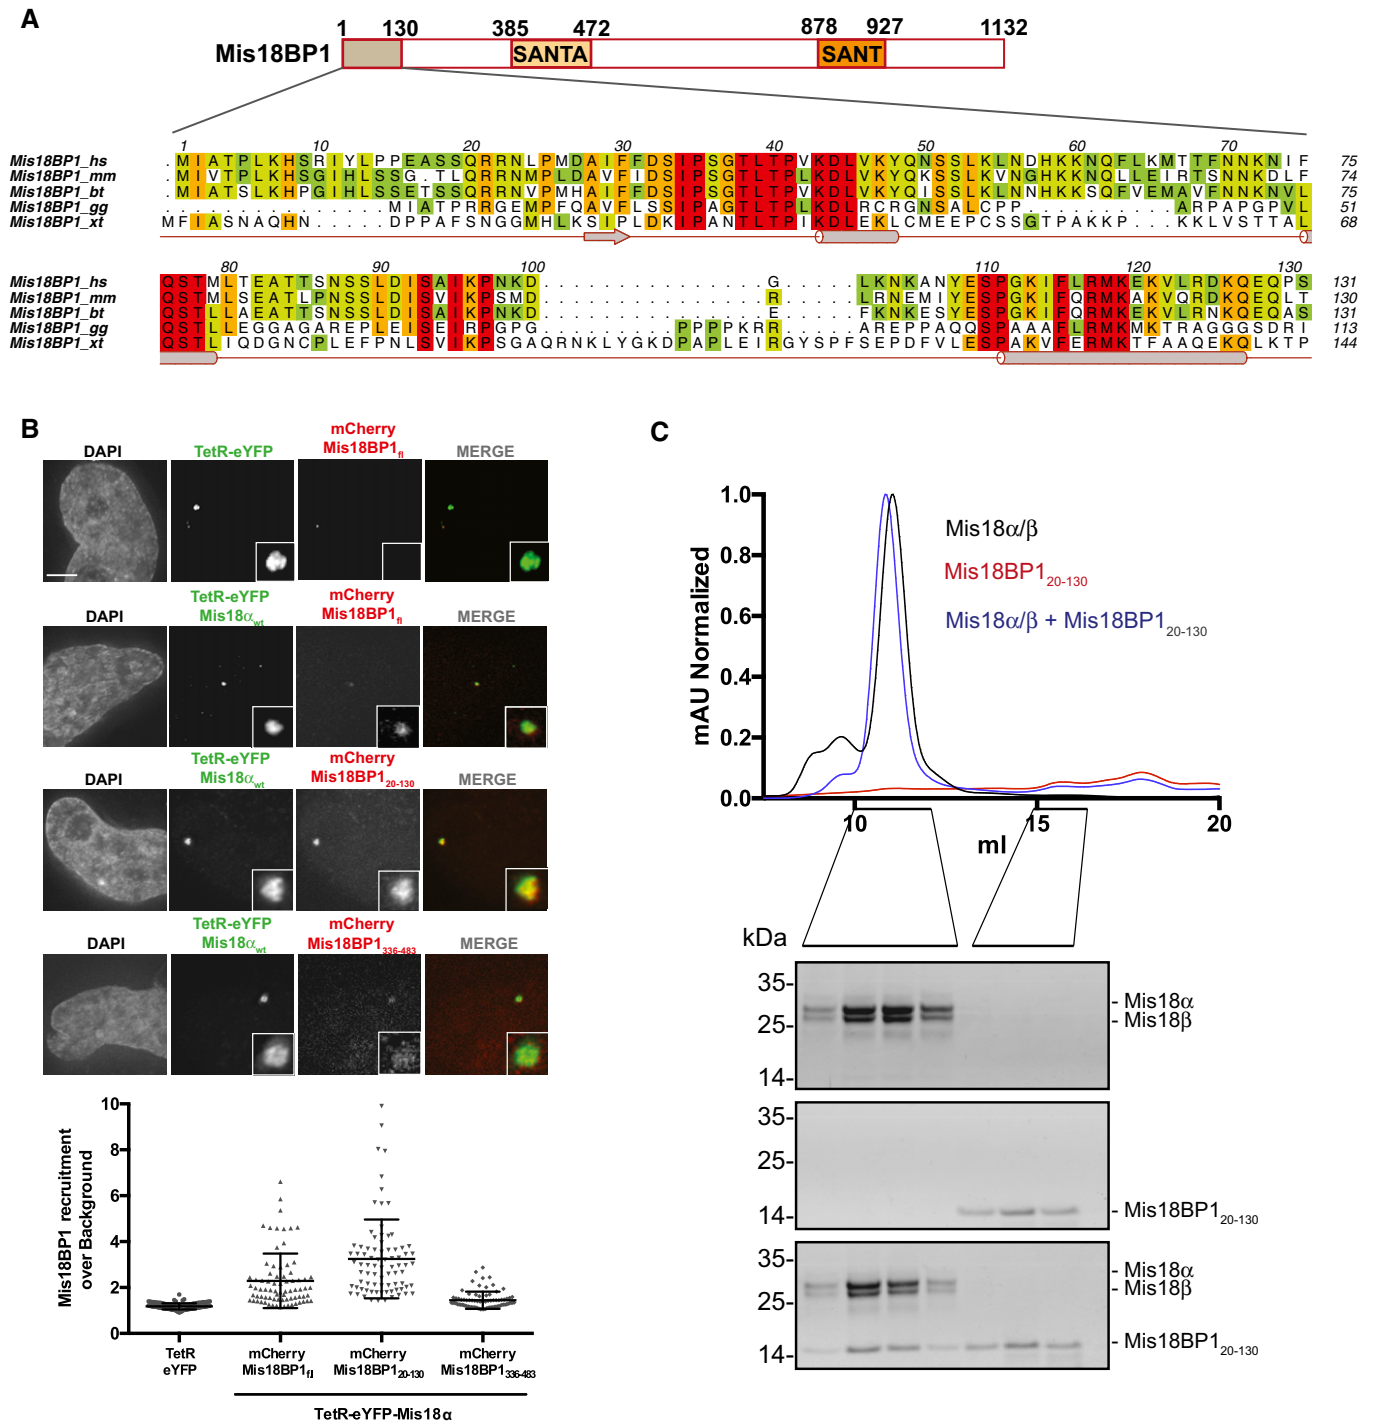 A
1 130 385 472 878 927 1132
Mis18BP1 SANTA SANT
1 10 20 30 40 50 60 70
Mis18BP1_hs .MIATPLKHSRIYLPPEASSQRRNLPMDAIFFDSIPSGTLTPVKDLVKYQNSSLKLNDHKKNQFLKMTTFNNKNIF 75
Mis18BP1_mm .MIVTPLKHSGIHLSSG.TLQRRNMPLDAVFIDSIPSGTLTPVKDLVKYQKSSLKVNGHKKNQLLEIRTSNNKDLF 74
Mis18BP1_bt .MIATSLKHPGIHLSSETSSQRRNVPMHAIFFDSIPSGTLTPVKDLVKYQISSLKLNNHKKSQFVEMAVFNNKNVL 75
Mis18BP1_gg ...............MIATPRRGEMPFQAVFLSSIPAGTLTPLKDLRCRGNSALCPP..........ARPAPGPVL 51
Mis18BP1_xt MFIASNAQHN.....DPPAFSNGGMHLKSIPLDKIPANTLTPIKDLEKLCMEEPCSSGTPAKKP...KKLVSTTAL 68
80 90 100 110 120 130
Mis18BP1_hs QSTMLTEATTSNSSLDISAIKPNKD...............G.....LKNKANYESPGKIFLRMKEKVLRDKQEQPS 131
Mis18BP1_mm QSTMLSEATLPNSSLDISVIKPSMD...............R.....LRNEMIYESPGKIFQRMKAKVQRDKQEQLT 130
Mis18BP1_bt QSTLLAEATTSNSSLDISAIKPNKD...............E.....FKNKESYESPGKIFLRMKEKVLRNKQEQAS 131
Mis18BP1_gg QSTLLEGGAGAREPLEISEIRPGPG.........PPPPKRR.....AREPPAQQSPAAAFLRMKMKTRAGGGSDRI 113
Mis18BP1_xt QSTLIQDGNCPLEFPNLSVIKPSGAQRNKLYGKDPAPLEIRGYSPFSEPDFVLESPAKVFERMKTFAAQEKQLKTP 144
B
DAPI TetR-eYFP mCherry Mis18BP1fl MERGE
DAPI TetR-eYFP Mis18αwt mCherry Mis18BP1fl MERGE
DAPI TetR-eYFP Mis18αwt mCherry Mis18BP120-130 MERGE
DAPI TetR-eYFP Mis18αwt mCherry Mis18BP1336-483 MERGE
Mis18BP1 recruitment
over Background
10
8
6
4
2
0
TetR eYFP
mCherry Mis18BP1fl
mCherry Mis18BP120-130
mCherry Mis18BP1336-483
TetR-eYFP-Mis18α
C
mAU Normalized
1.0
0.8
0.6
0.4
0.2
0.0
Mis18α/β
Mis18BP120-130
Mis18α/β + Mis18BP120-130
10 15 20
ml
kDa
35-
25-
14-
- Mis18α
- Mis18β
35-
25-
14-
- Mis18BP120-130
35-
25-
14-
- Mis18α
- Mis18β
- Mis18BP120-130